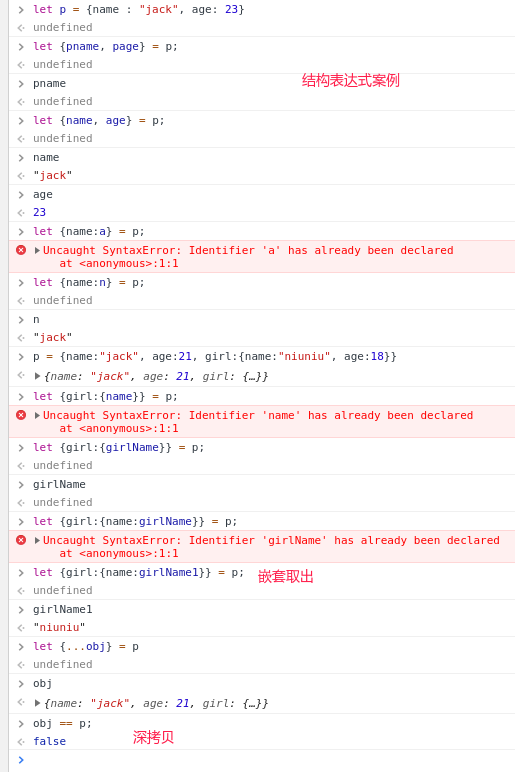 let p = {name : "jack", age: 23}
undefined
let {pname, page} = p;
undefined
pname
结构表达式案例
undefined
let {name, age} = p;
undefined
name
"jack"
age
23
let {name:a} = p;
Uncaught SyntaxError: Identifier 'a' has already been declared
at <anonymous>:1:1
let {name:n} = p;
undefined
n
"jack"
p = {name:"jack", age:21, girl:{name:"niuniu", age:18}}
{name: "jack", age: 21, girl: {…}}
let {girl:{name}} = p;
Uncaught SyntaxError: Identifier 'name' has already been declared
at <anonymous>:1:1
let {girl:{girlName}} = p;
undefined
girlName
undefined
let {girl:{name:girlName}} = p;
Uncaught SyntaxError: Identifier 'girlName' has already been declared
at <anonymous>:1:1
let {girl:{name:girlName1}} = p; 嵌套取出
undefined
girlName1
"niuniu"
let {...obj} = p
undefined
obj
{name: "jack", age: 21, girl: {…}}
obj == p;
false
深拷贝